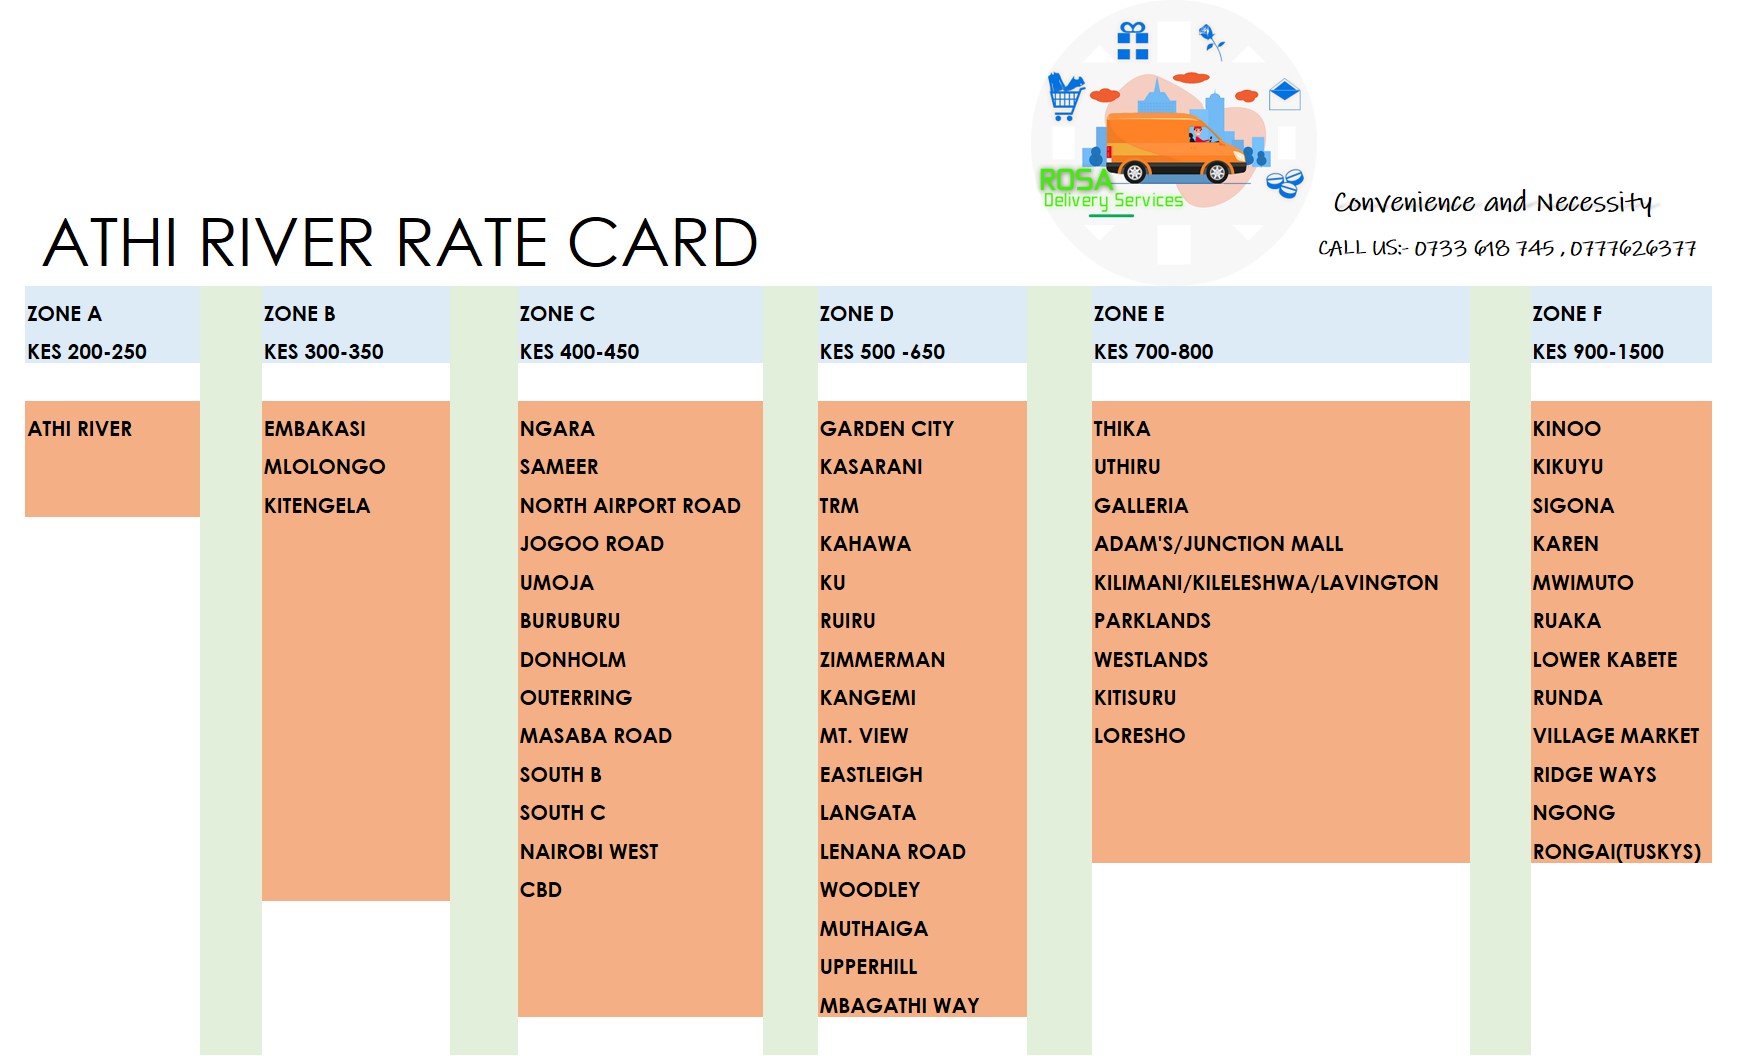 ROSA
Delivery Services
Convenience and Necessity
CALL US:- 0733 618 745 , 0777626377
ATHI RIVER RATE CARD
ZONE A
KES 200-250
ATHI RIVER
ZONE B
KES 300-350
EMBAKASI
MLOLONGO
KITENGELA
ZONE C
KES 400-450
NGARA
SAMEER
NORTH AIRPORT ROAD
JOGOO ROAD
UMOJA
BURUBURU
DONHOLM
OUTERRING
MASABA ROAD
SOUTH B
SOUTH C
NAIROBI WEST
CBD
ZONE D
KES 500 -650
GARDEN CITY
KASARANI
TRM
KAHAWA
KU
RUIRU
ZIMMERMAN
KANGEMI
MT. VIEW
EASTLEIGH
LANGATA
LENANA ROAD
WOODLEY
MUTHAIGA
UPPERHILL
MBAGATHI WAY
ZONE E
KES 700-800
THIKA
UTHIRU
GALLERIA
ADAM'S/JUNCTION MALL
KILIMANI/KILELESHWA/LAVINGTON
PARKLANDS
WESTLANDS
KITISURU
LORESHO
ZONE F
KES 900-1500
KINOO
KIKUYU
SIGONA
KAREN
MWIMUTO
RUAKA
LOWER KABETE
RUNDA
VILLAGE MARKET
RIDGE WAYS
NGONG
RONGAI(TUSKYS)